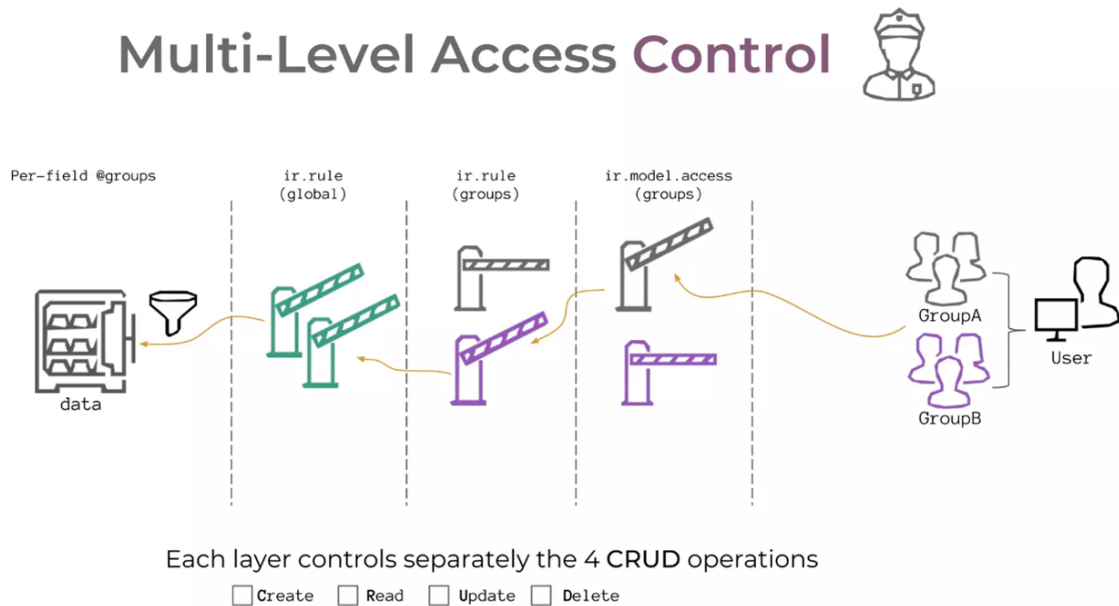 Multi-Level Access Control
Per-field @groups
ir.rule
(global)
ir.rule
(groups)
ir.model.access
(groups)
GroupA
GroupB
User
data
Each layer controls separately the 4 CRUD operations
Create Read Update Delete